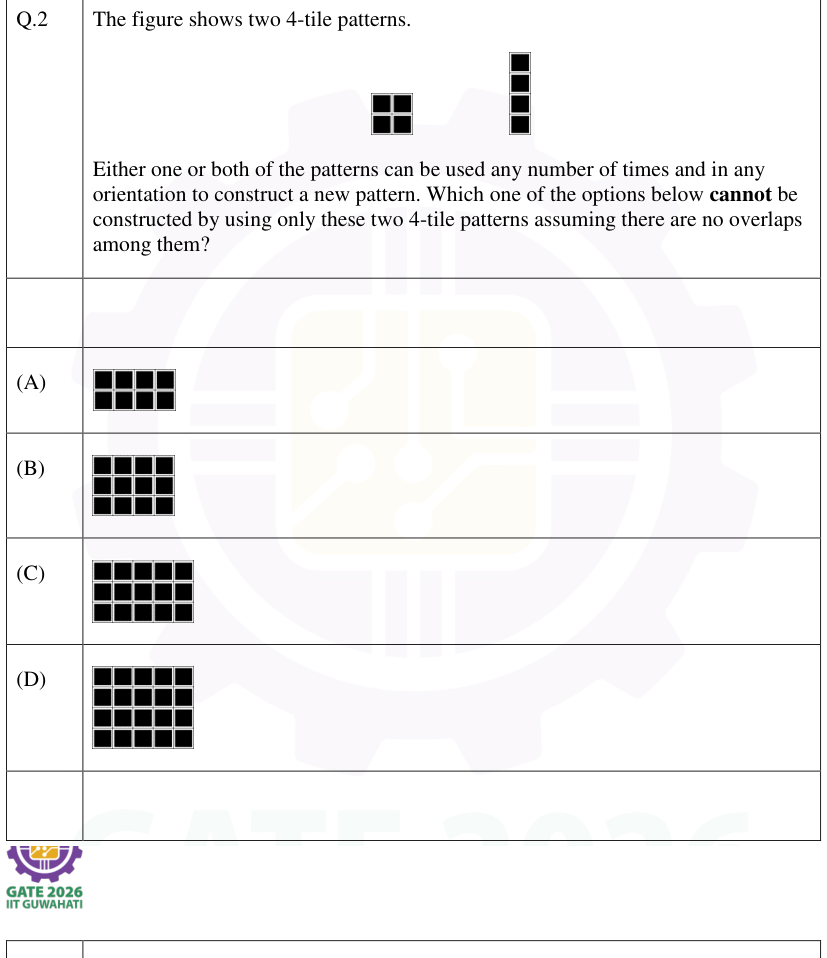 Q.2 The figure shows two 4-tile patterns.
Either one or both of the patterns can be used any number of times and in any
orientation to construct a new pattern. Which one of the options below cannot be
constructed by using only these two 4-tile patterns assuming there are no overlaps
among them?
(A)
(B)
(C)
(D)
GATE 2026
GATE 2026
IIT GUWAHATI